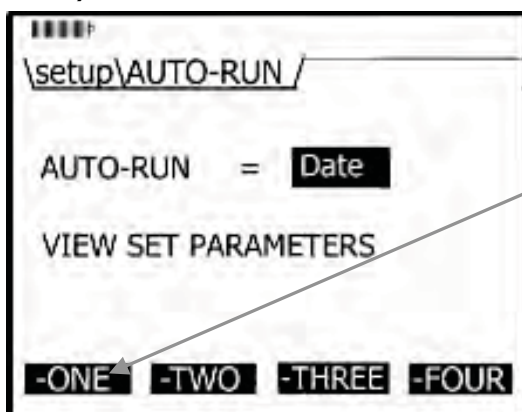 \setup\AUTO-RUN /
AUTO-RUN = Date
VIEW SET PARAMETERS
-ONE -TWO -THREE -FOUR